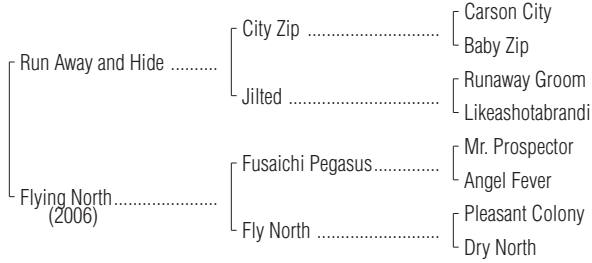 Carson City
City Zip ..................................
Baby Zip
Run Away and Hide ..........
Runaway Groom
Jilted .......................................
Likeashotabrandi
Mr. Prospector
Fusaichi Pegasus.................
Angel Fever
Flying North.......................
(2006)
Pleasant Colony
Fly North ................................
Dry North